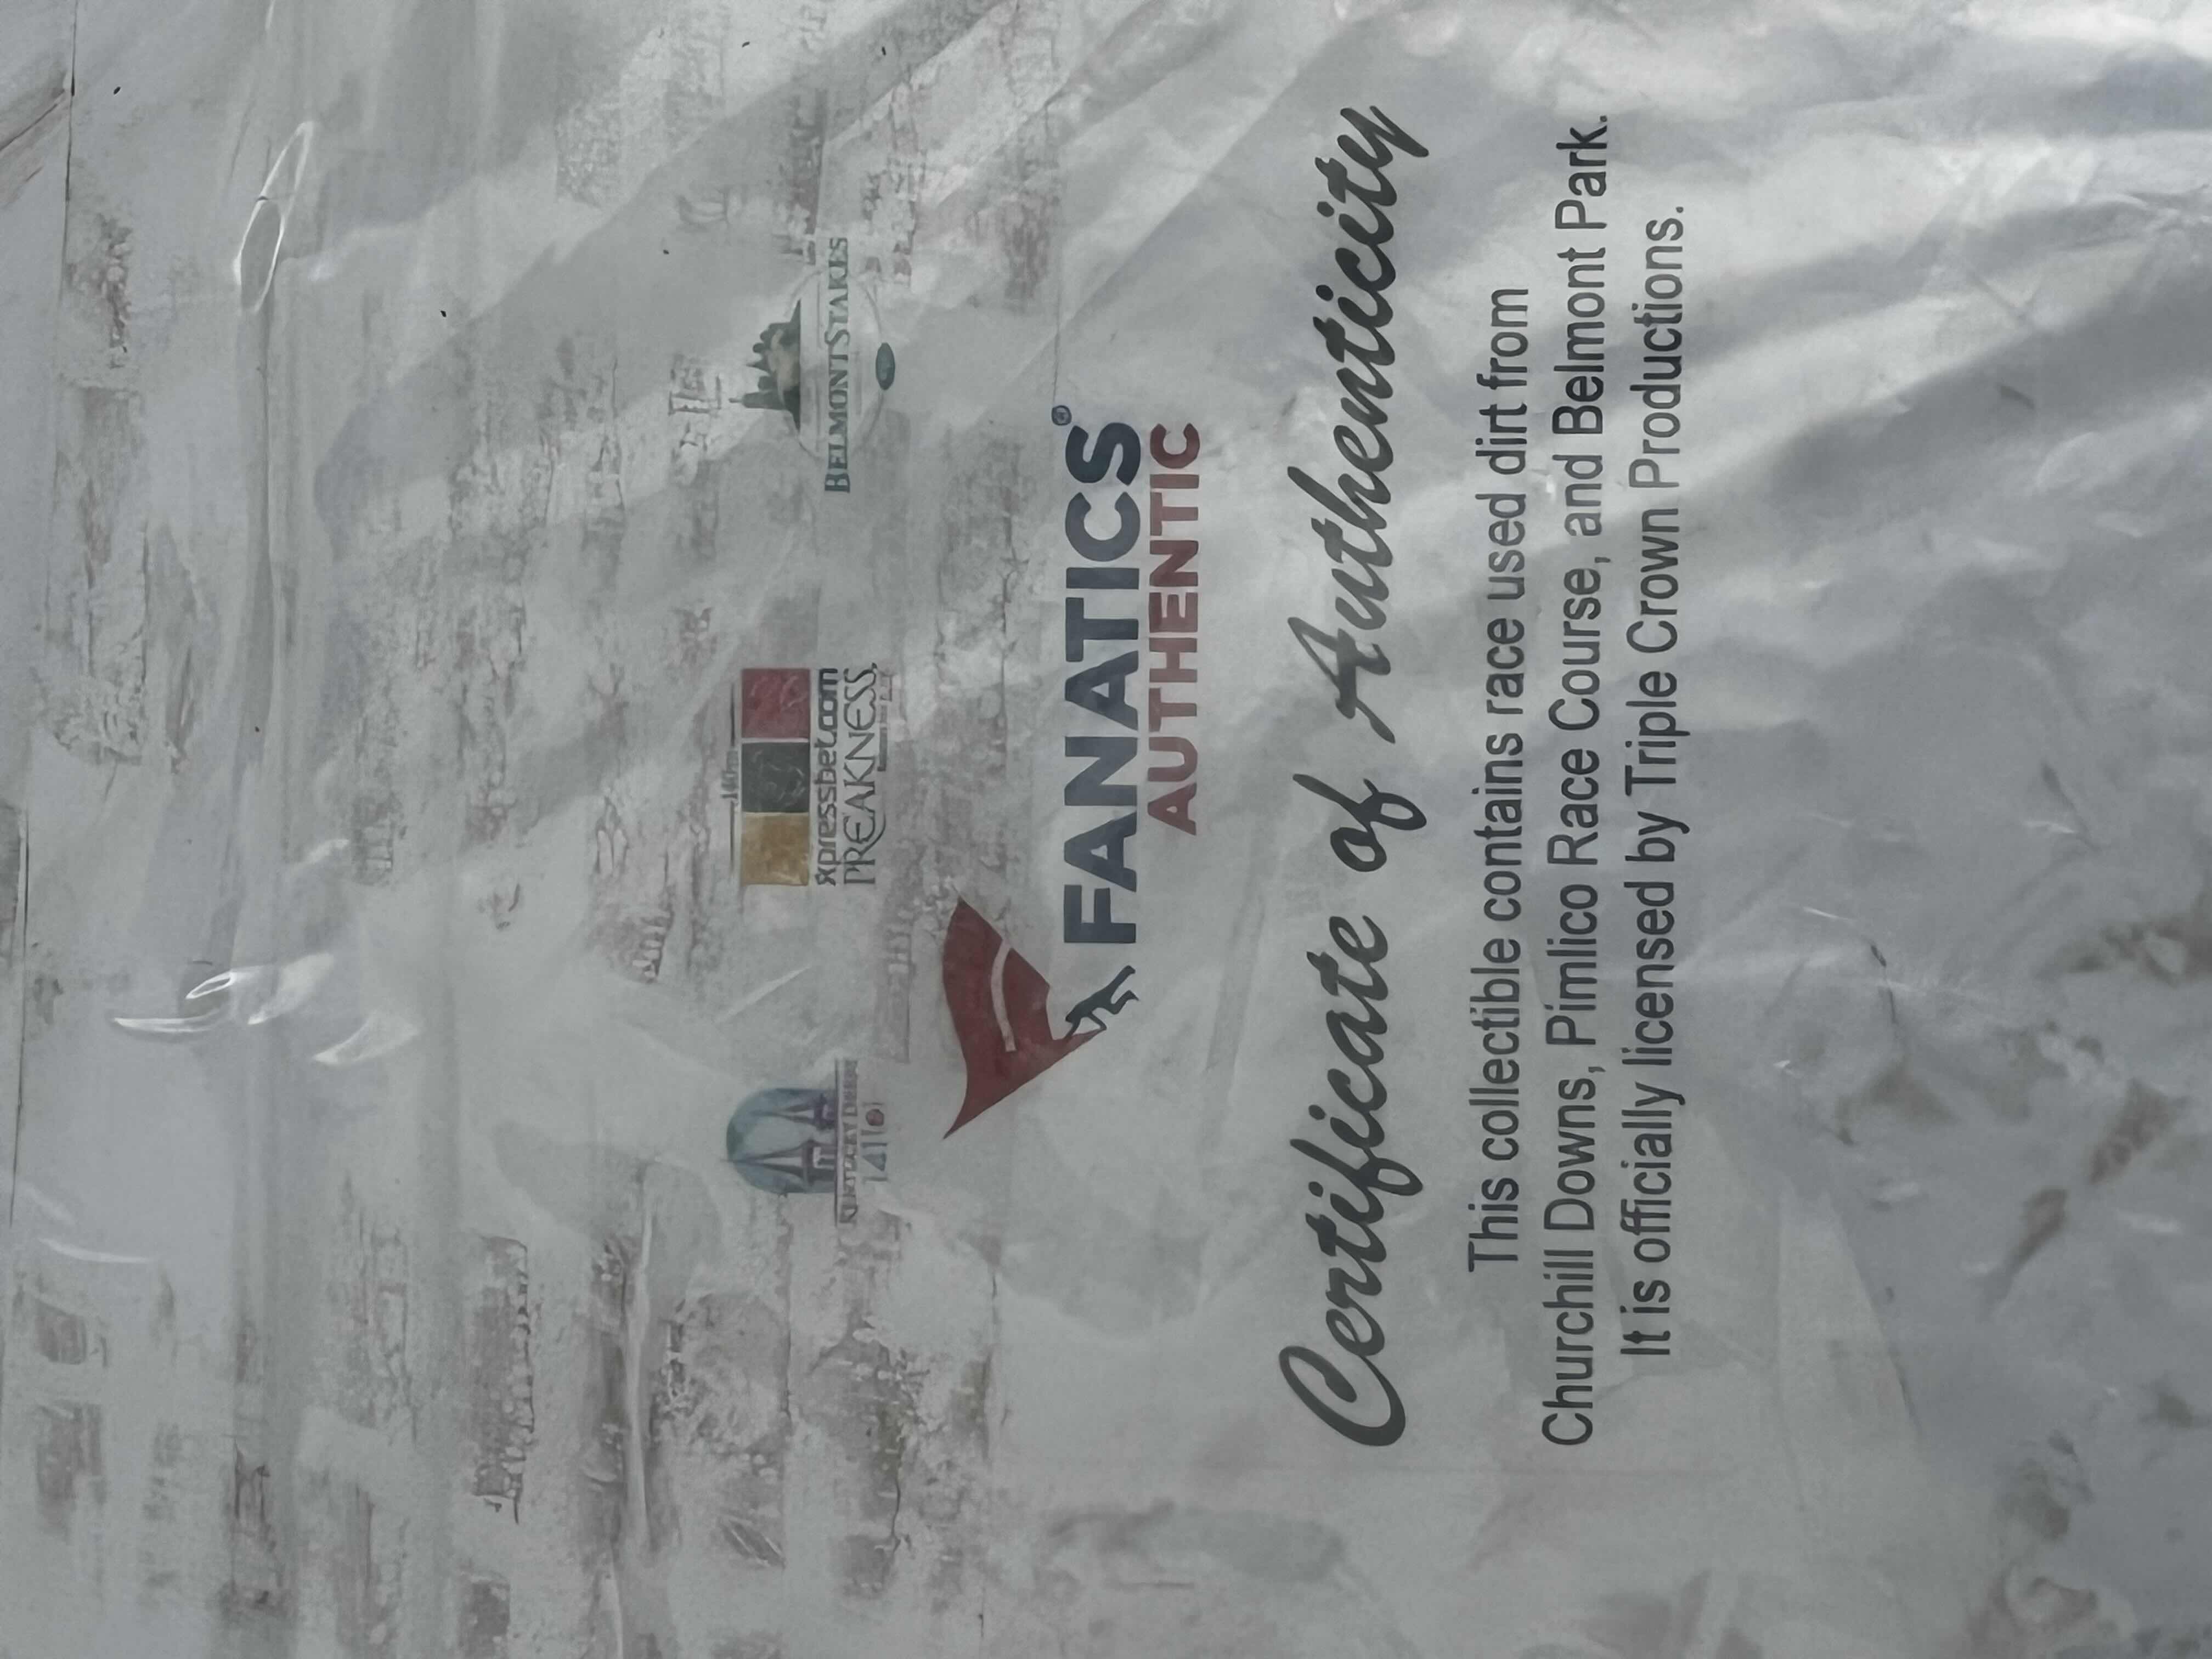 140th
xpressbet.com
PREAKNESS
BELMONT STAKES
KENTUCKY DERBY
141
FANATICS®
AUTHENTIC
Certificate of Authenticity
This collectible contains race used dirt from
Churchill Downs, Pimlico Race Course, and Belmont Park.
It is officially licensed by Triple Crown Productions.